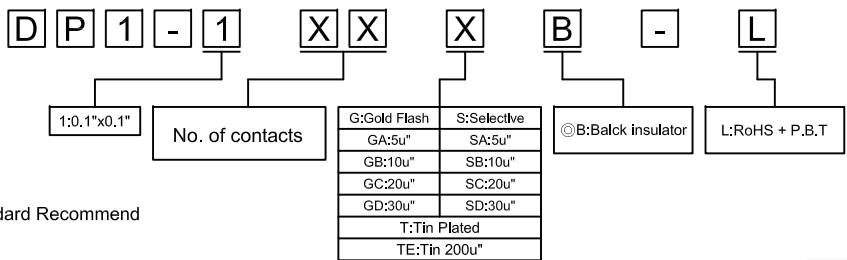 D P 1 - 1 X X X B - L
1:0.1"x0.1"
No. of contacts
G:Gold Flash S:Selective
GA:5u" SA:5u"
GB:10u" SB:10u"
GC:20u" SC:20u"
GD:30u" SD:30u"
T:Tin Plated
TE:Tin 200u"
◎B:Balck insulator
L:RoHS + P.B.T
dard Recommend